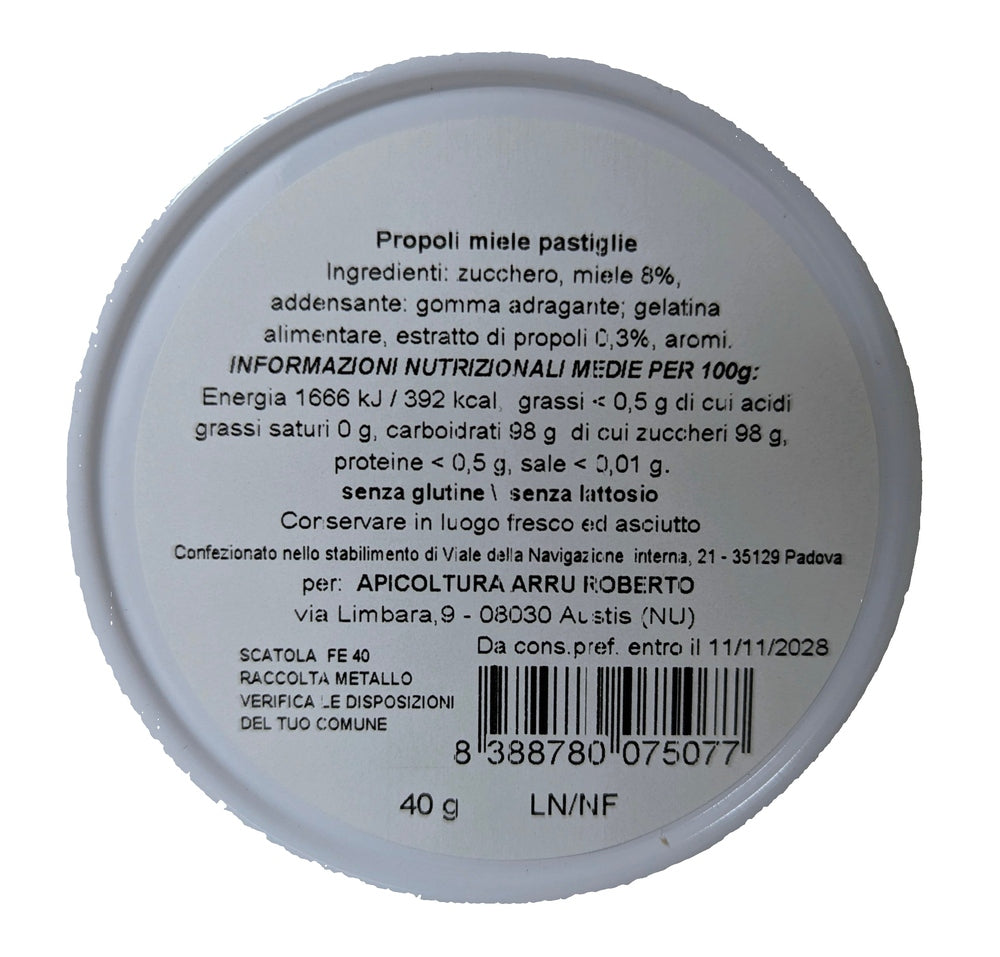 Propoli miele pastiglie
Ingredienti: zucchero, miele 8%,
addensante: gomma adragante; gelatina
alimentare, estratto di propoli 0,3%, aromi.
INFORMAZIONI NUTRIZIONALI MEDIE PER 100g:
Energia 1666 kJ / 392 kcal, grassi < 0,5 g di cui acidi
grassi saturi 0 g, carboidrati 98 g di cui zuccheri 98 g,
proteine < 0,5 g, sale < 0,01 g.
senza glutine \ senza lattosio
Conservare in luogo fresco ed asciutto
Confezionato nello stabilimento di Viale della Navigazione interna, 21 - 35129 Padova
per: APICOLTURA ARRU ROBERTO
via Limbara,9 - 08030 Austis (NU)
Da cons.pref. entro il 11/11/2028
SCATOLA FE 40
RACCOLTA METALLO
VERIFICA LE DISPOSIZIONI
DEL TUO COMUNE
8 388780 075077
40 g LN/NF